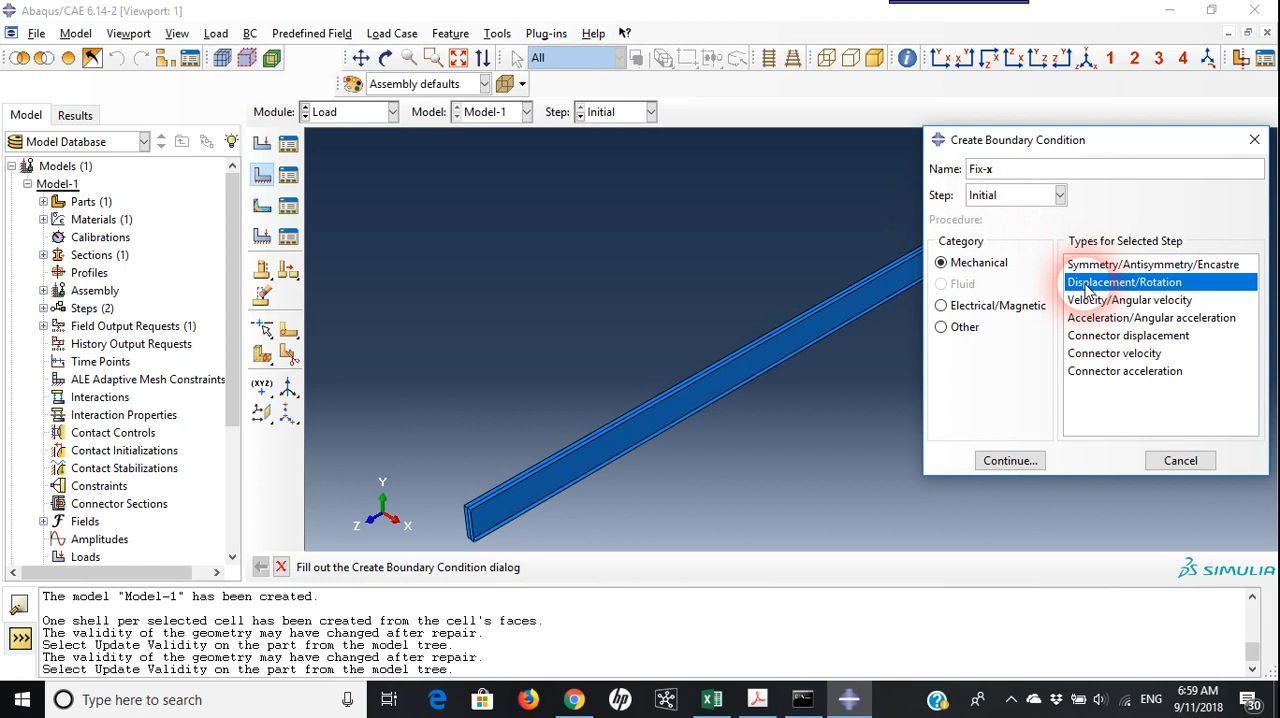 Abaqus/CAE 6.14-2 [Viewport: 1]
File Model Viewport View Load BC Predefined Field Load Case Feature Tools Plug-ins Help
All
1 2 3 4
Assembly defaults
Model Results
Module: Load Model: Model-1 Step: Initial
Model Database
Models (1)
Model-1
Parts (1)
Materials (1)
Calibrations
Sections (1)
Profiles
Assembly
Steps (2)
Field Output Requests (1)
History Output Requests
Time Points
ALE Adaptive Mesh Constraints
Interactions
Interaction Properties
Contact Controls
Contact Initializations
Contact Stabilizations
Constraints
Connector Sections
Fields
Amplitudes
Loads
(XYZ)
Y
Z X
Create Boundary Condition
Name: Fix-x
Step: Initial
Procedure:
Category
Mechanical
Fluid
Electrical/Magnetic
Other
Types for Selected Step
Symmetry/Antisymmetry/Encastre
Displacement/Rotation
Velocity/Angular velocity
Acceleration/Angular acceleration
Connector displacement
Connector velocity
Connector acceleration
Continue... Cancel
Fill out the Create Boundary Condition dialog
SIMULIA
The model "Model-1" has been created.
One shell per selected cell has been created from the cell's faces.
The validity of the geometry may have changed after repair.
Select Update Validity on the part from the model tree.
The validity of the geometry may have changed after repair.
Select Update Validity on the part from the model tree.
>>>
Type here to search
hp
ENG
6:59 AM
9/11/2018
30